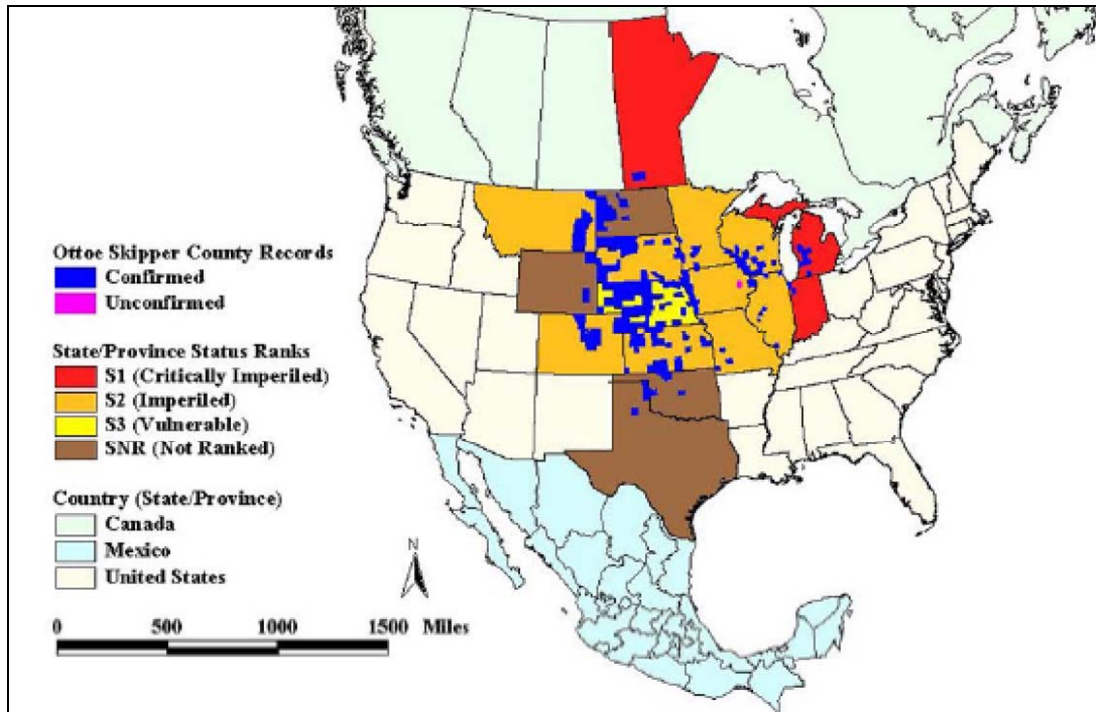 Ottoe Skipper County Records
Confirmed
Unconfirmed
State/Province Status Ranks
S1 (Critically Imperiled)
S2 (Imperiled)
S3 (Vulnerable)
SNR (Not Ranked)
Country (State/Province)
Canada
Mexico
United States
N
0 500 1000 1500 Miles